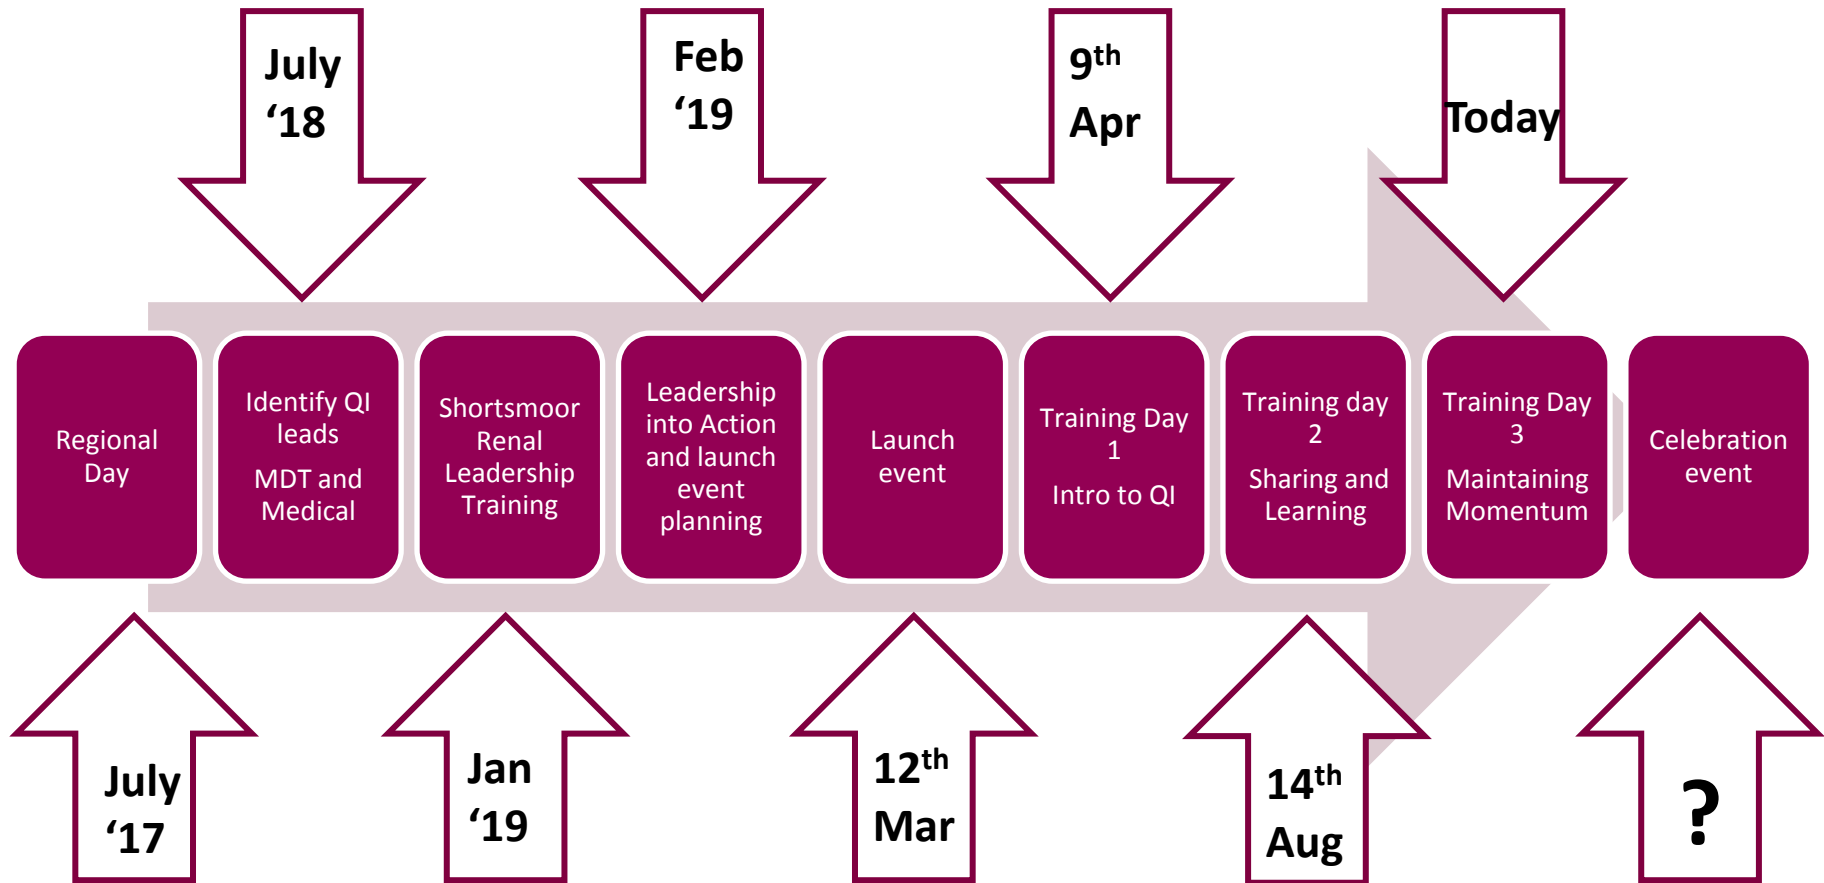 July
‘18
Feb
‘19
9th
Apr
Today
Regional
Day
Identify QI
leads
MDT and
Medical
Shortsmoor
Renal
Leadership
Training
Leadership
into Action
and launch
event
planning
Launch
event
Training Day
1
Intro to QI
Training day
2
Sharing and
Learning
Training Day
3
Maintaining
Momentum
Celebration
event
July
‘17
Jan
‘19
12th
Mar
14th
Aug
?